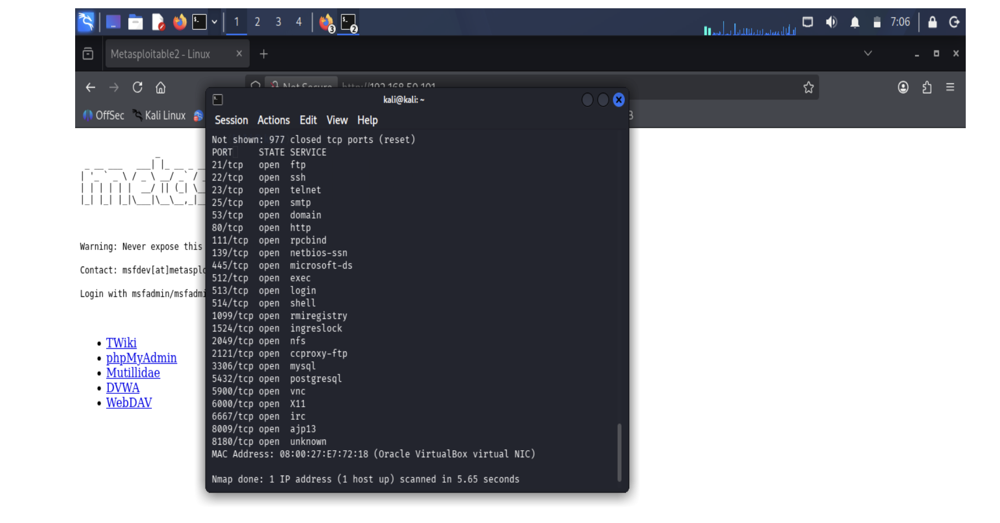 1 2 3 4 3 2 7:06
Metasploitable2 - Linux
Not Secure http://192.168.50.101
kali@kali: ~
OffSec Kali Linux
Session Actions Edit View Help
Not shown: 977 closed tcp ports (reset)
PORT STATE SERVICE
21/tcp open ftp
22/tcp open ssh
23/tcp open telnet
25/tcp open smtp
53/tcp open domain
80/tcp open http
111/tcp open rpcbind
139/tcp open netbios-ssn
445/tcp open microsoft-ds
512/tcp open exec
513/tcp open login
514/tcp open shell
1099/tcp open rmiregistry
1524/tcp open ingreslock
2049/tcp open nfs
2121/tcp open ccproxy-ftp
3306/tcp open mysql
5432/tcp open postgresql
5900/tcp open vnc
6000/tcp open X11
6667/tcp open irc
8009/tcp open ajp13
8180/tcp open unknown
MAC Address: 08:00:27:E7:72:18 (Oracle VirtualBox virtual NIC)
Nmap done: 1 IP address (1 host up) scanned in 5.65 seconds
Warning: Never expose this
Contact: msfdev[at]metasplo
Login with msfadmin/msfadmi
TWiki
phpMyAdmin
Mutillidae
DVWA
WebDAV